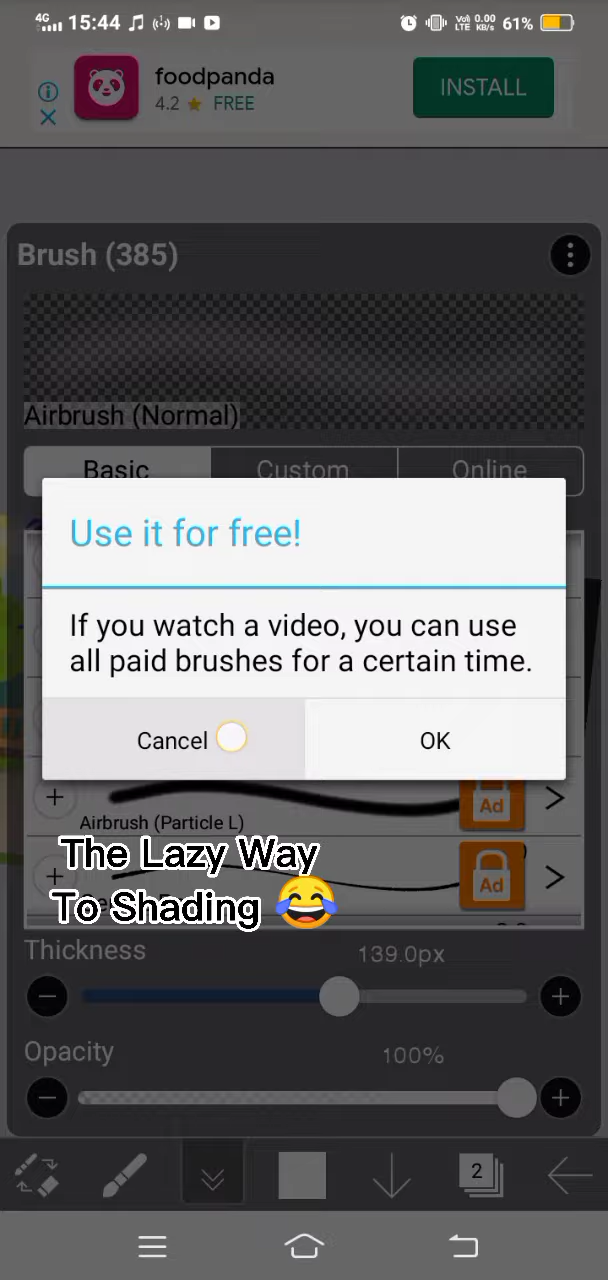 4G 15:44 VoLTE 0.00 KB/s 61%
foodpanda
4.2 FREE
INSTALL
Brush (385)
Airbrush (Normal)
Basic Custom Online
Use it for free!
If you watch a video, you can use
all paid brushes for a certain time.
Cancel OK
Ad
Airbrush (Particle L)
The Lazy Way
Ad
To Shading 😂
Thickness 139.0px
Opacity 100%
2